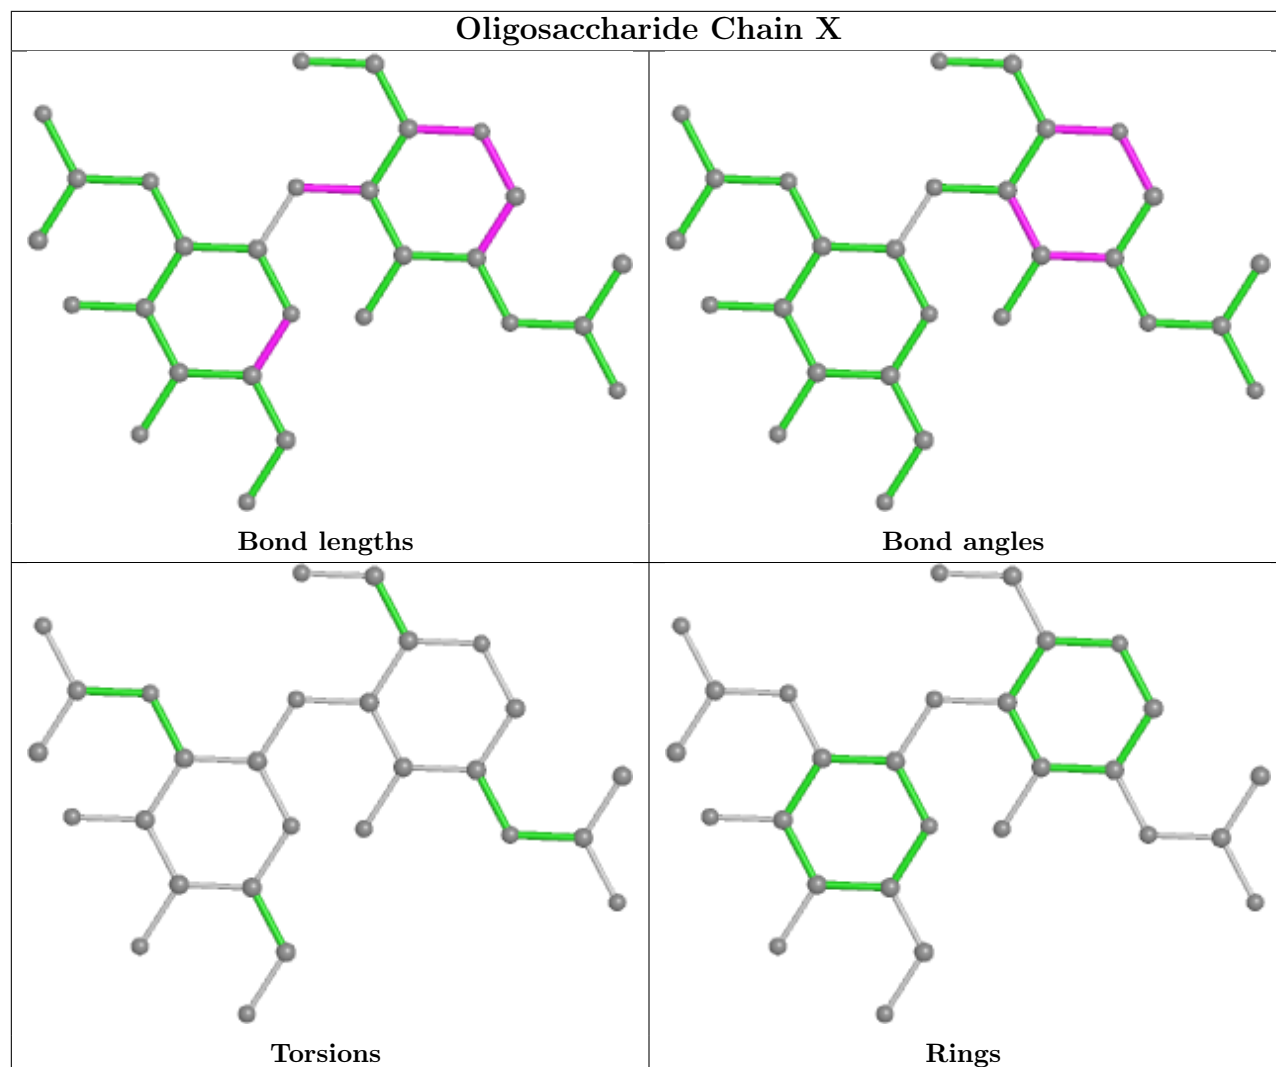 Oligosaccharide Chain X
Bond lengths
Bond angles
Torsions
Rings